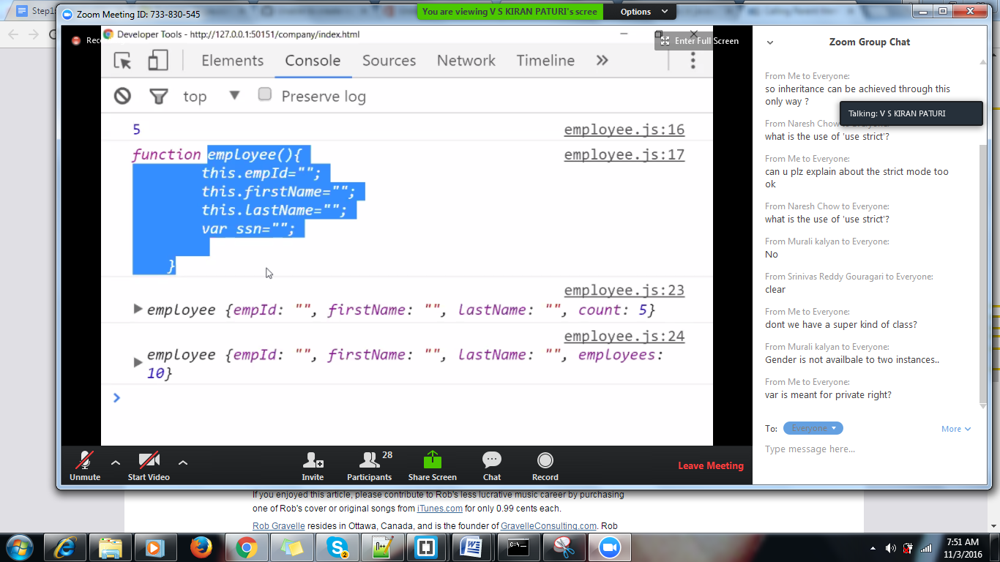 Step1
Zoom Meeting ID: 733-830-545
You are viewing V S KIRAN PATURI's scree
Options
Developer Tools - http://127.0.0.1:50151/company/index.html
Rec
Enter Full Screen
Elements
Console
Sources
Network
Timeline
»
top
Preserve log
5
employee.js:16
function employee(){
employee.js:17
this.empId="";
this.firstName="";
this.lastName="";
var ssn="";
}
employee.js:23
employee {empId: "", firstName: "", lastName: "", count: 5}
employee.js:24
employee {empId: "", firstName: "", lastName: "", employees:
10}
Zoom Group Chat
From Me to Everyone:
so inheritance can be achieved through this
only way ?
Talking: V S KIRAN PATURI
From Naresh Chow to Everyone:
what is the use of 'use strict'?
From Me to Everyone:
can u plz explain about the strict mode too
ok
From Naresh Chow to Everyone:
what is the use of 'use strict'?
From Murali kalyan to Everyone:
No
From Srinivas Reddy Gouragari to Everyone:
clear
From Me to Everyone:
dont we have a super kind of class?
From Murali kalyan to Everyone:
Gender is not availbale to two instances..
From Me to Everyone:
var is meant for private right?
To:
Everyone
More
Type message here...
Unmute
Start Video
Invite
28
Participants
Share Screen
Chat
Record
Leave Meeting
If you enjoyed this article, please contribute to Rob's less lucrative music career by purchasing
one of Rob's cover or original songs from iTunes.com for only 0.99 cents each.
Rob Gravelle resides in Ottawa, Canada, and is the founder of GravelleConsulting.com. Rob
7:51 AM
11/3/2016